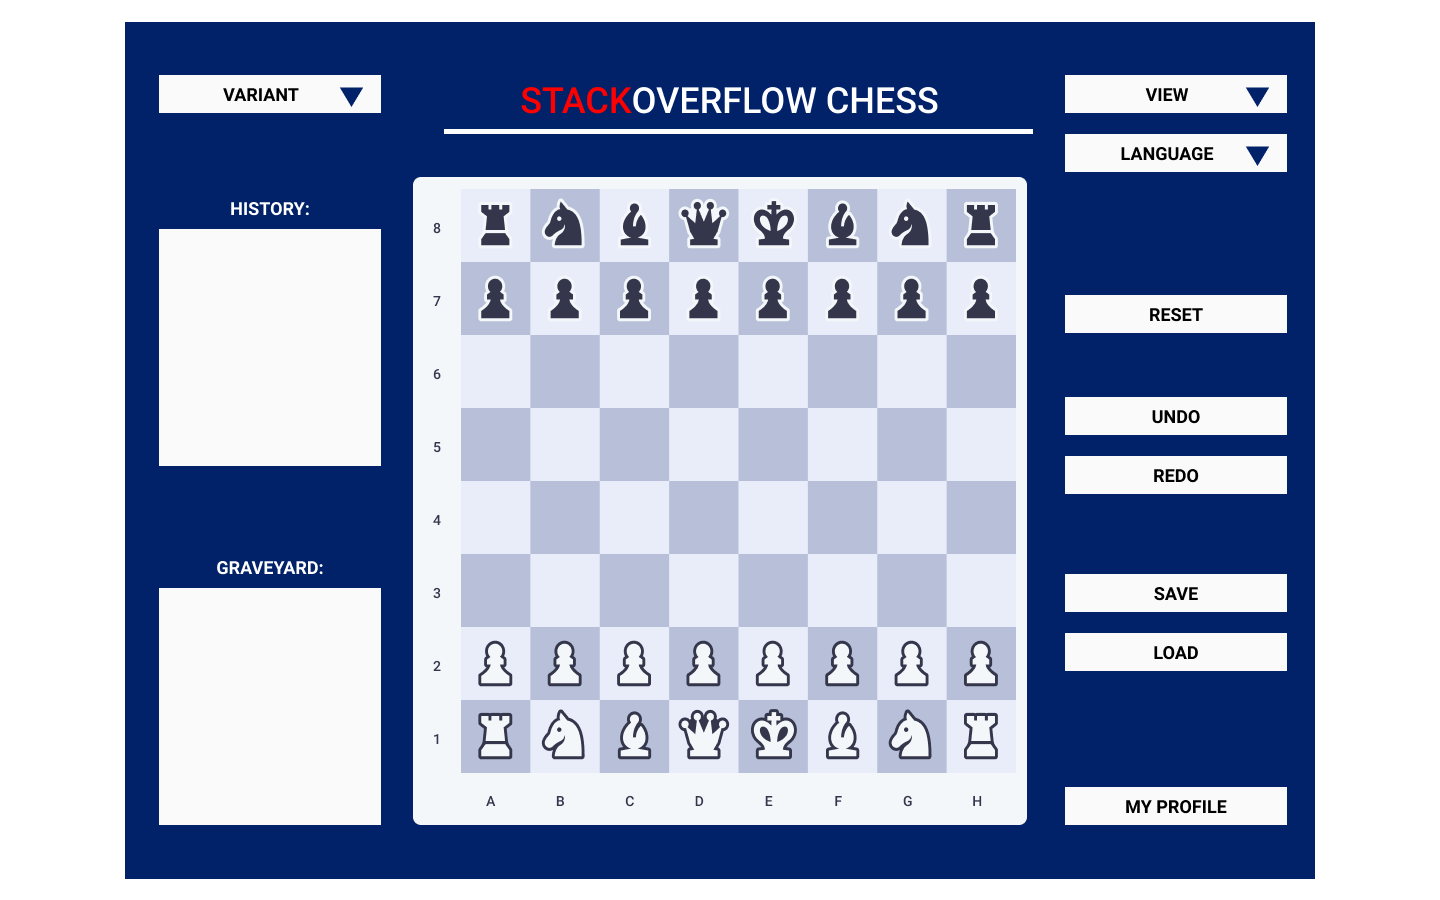 VARIANT
STACKOVERFLOW CHESS
VIEW
LANGUAGE
HISTORY:
GRAVEYARD:
8
7
6
5
4
3
2
1
A B C D E F G H
RESET
UNDO
REDO
SAVE
LOAD
MY PROFILE